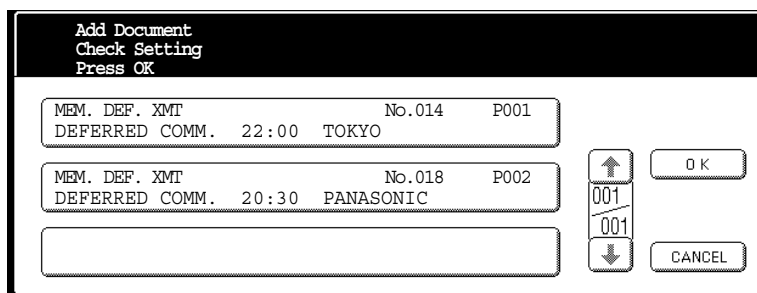 Add Document
Check Setting
Press OK
MEM. DEF. XMT No.014 P001
DEFERRED COMM. 22:00 TOKYO
MEM. DEF. XMT No.018 P002
DEFERRED COMM. 20:30 PANASONIC
001
001
OK
CANCEL